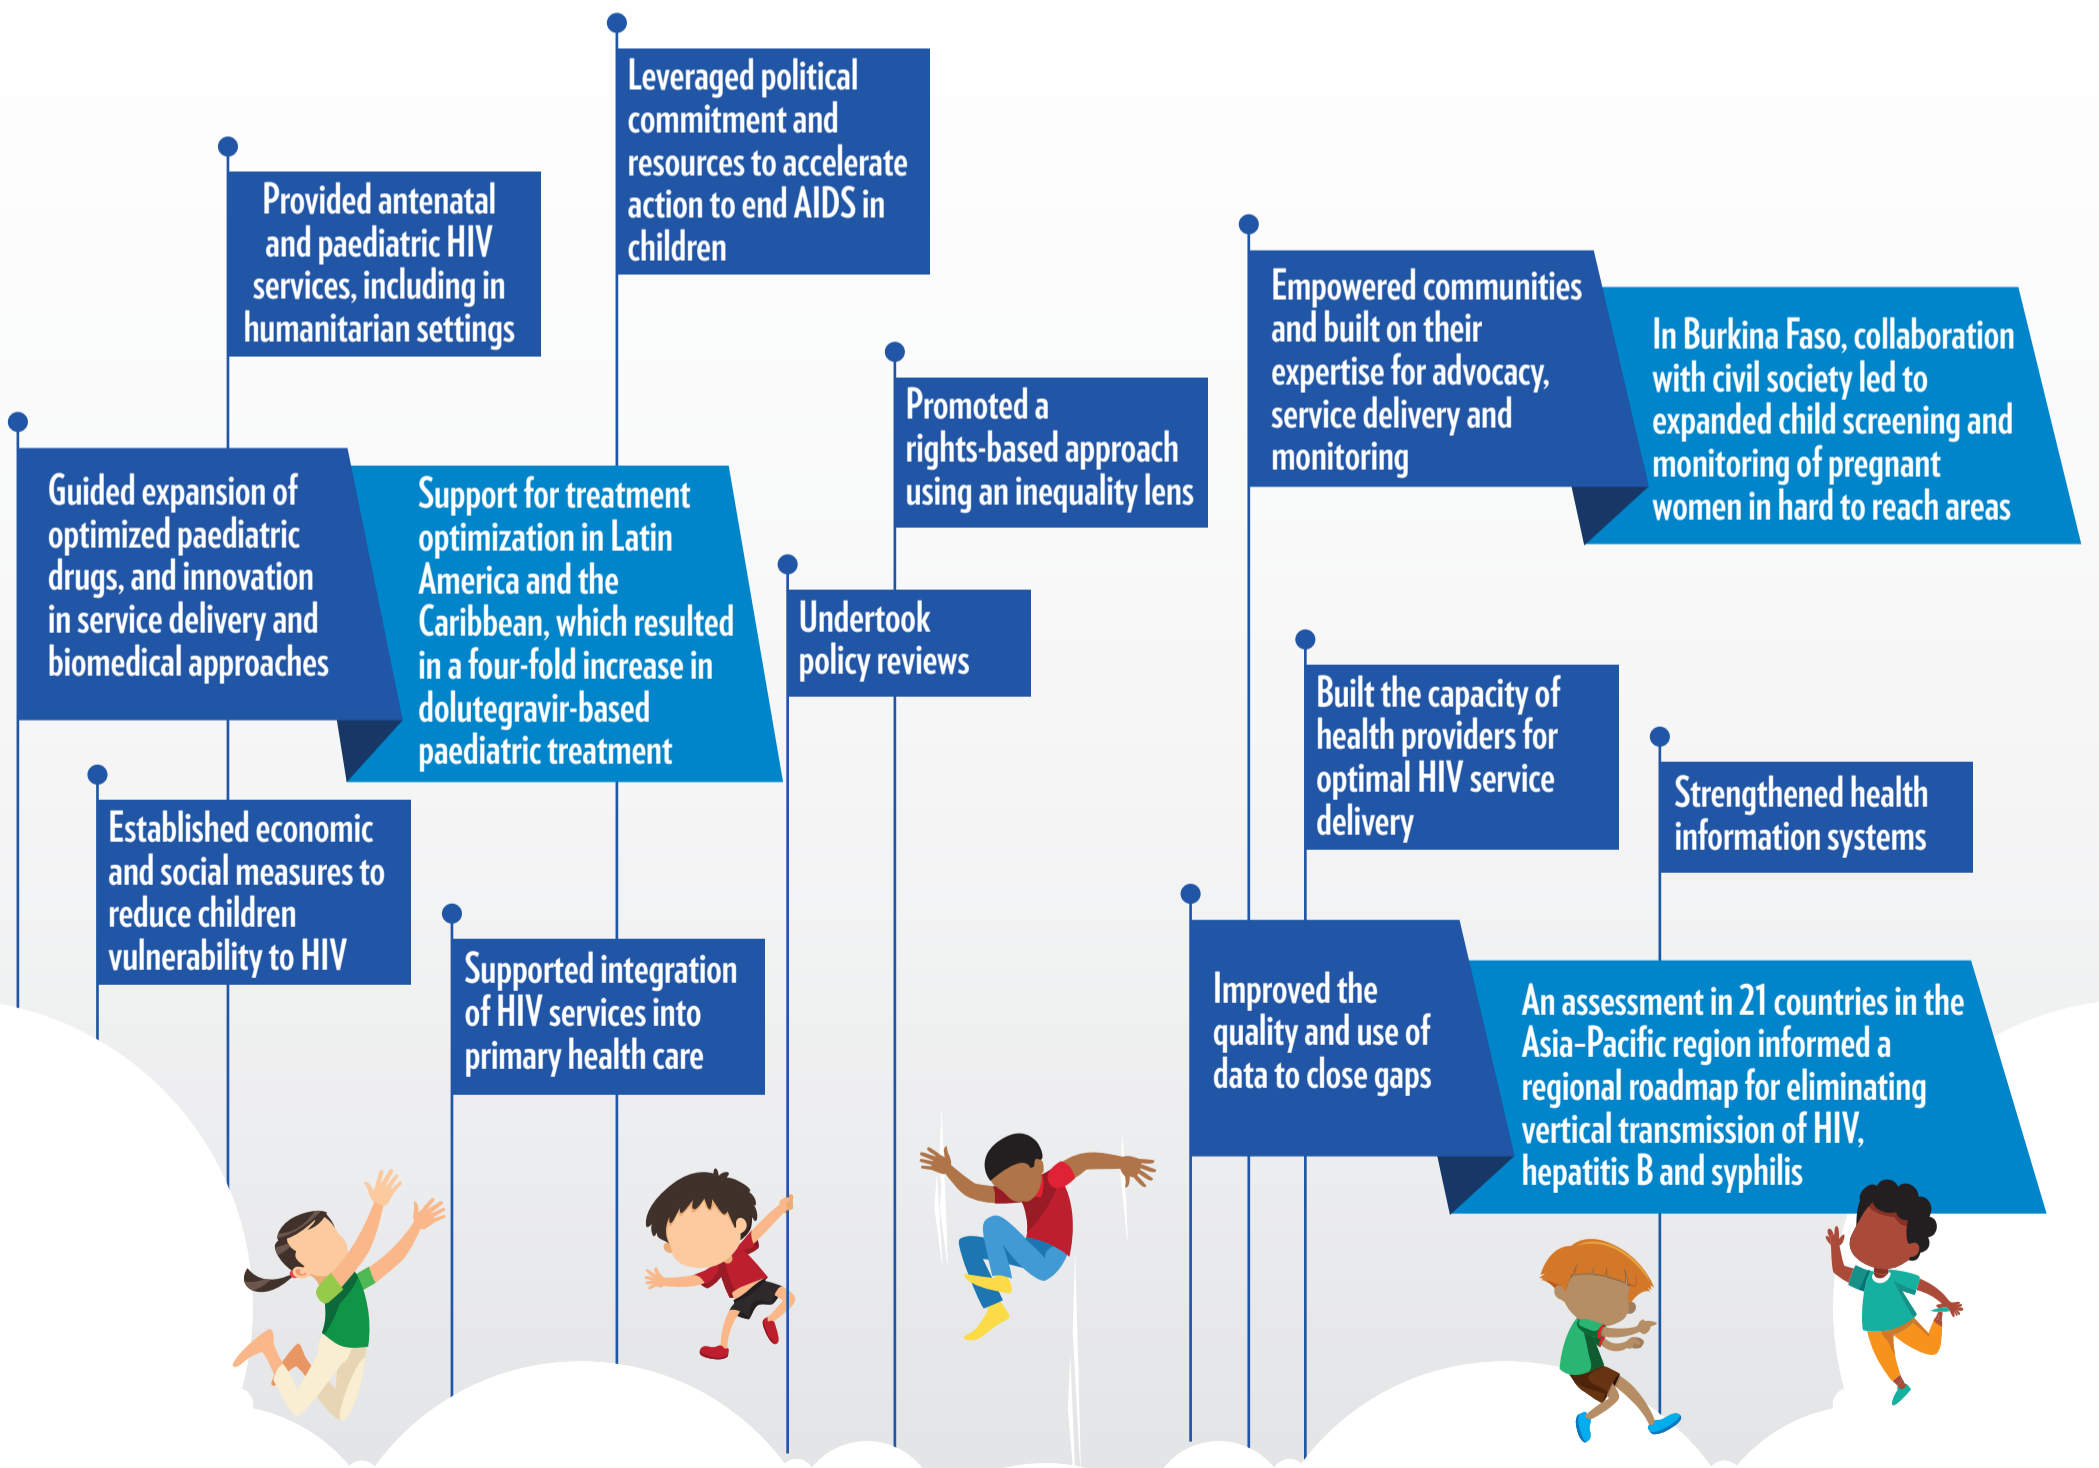 Leveraged political
commitment and
resources to accelerate
action to end AIDS in
children
Provided antenatal
and paediatric HIV
services, including in
humanitarian settings
Empowered communities
and built on their
expertise for advocacy,
service delivery and
monitoring
In Burkina Faso, collaboration
with civil society led to
expanded child screening and
monitoring of pregnant
women in hard to reach areas
Promoted a
rights-based approach
using an inequality lens
Guided expansion of
optimized paediatric
drugs, and innovation
in service delivery and
biomedical approaches
Support for treatment
optimization in Latin
America and the
Caribbean, which resulted
in a four-fold increase in
dolutegravir-based
paediatric treatment
Undertook
policy reviews
Built the capacity of
health providers for
optimal HIV service
delivery
Strengthened health
information systems
Established economic
and social measures to
reduce children
vulnerability to HIV
Supported integration
of HIV services into
primary health care
Improved the
quality and use of
data to close gaps
An assessment in 21 countries in the
Asia-Pacific region informed a
regional roadmap for eliminating
vertical transmission of HIV,
hepatitis B and syphilis